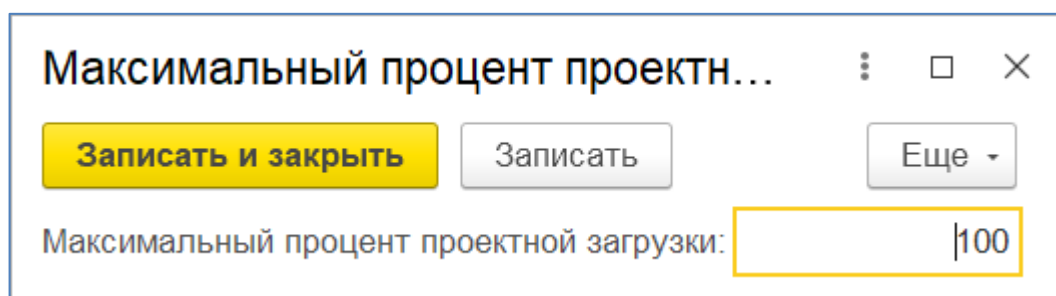 Максимальный процент проектн...
Записать и закрыть Записать Еще
Максимальный процент проектной загрузки: 100